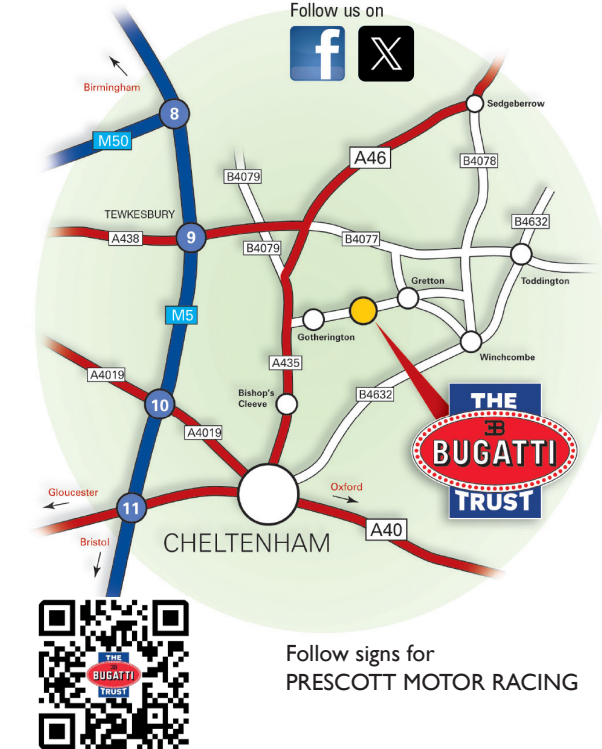 Follow us on
f
X
Birmingham
8
M50
Sedgeberrow
A46
B4078
B4079
TEWKESBURY
B4632
A438
9
B4079
B4077
Gretton
Toddington
M5
Gotherington
Winchcombe
A435
A4019
Bishop's
Cleeve
B4632
10
A4019
THE
EB
BUGATTI
TRUST
Gloucester
Oxford
11
A40
Bristol
CHELTENHAM
THE
EB
BUGATTI
TRUST
Follow signs for
PRESCOTT MOTOR RACING